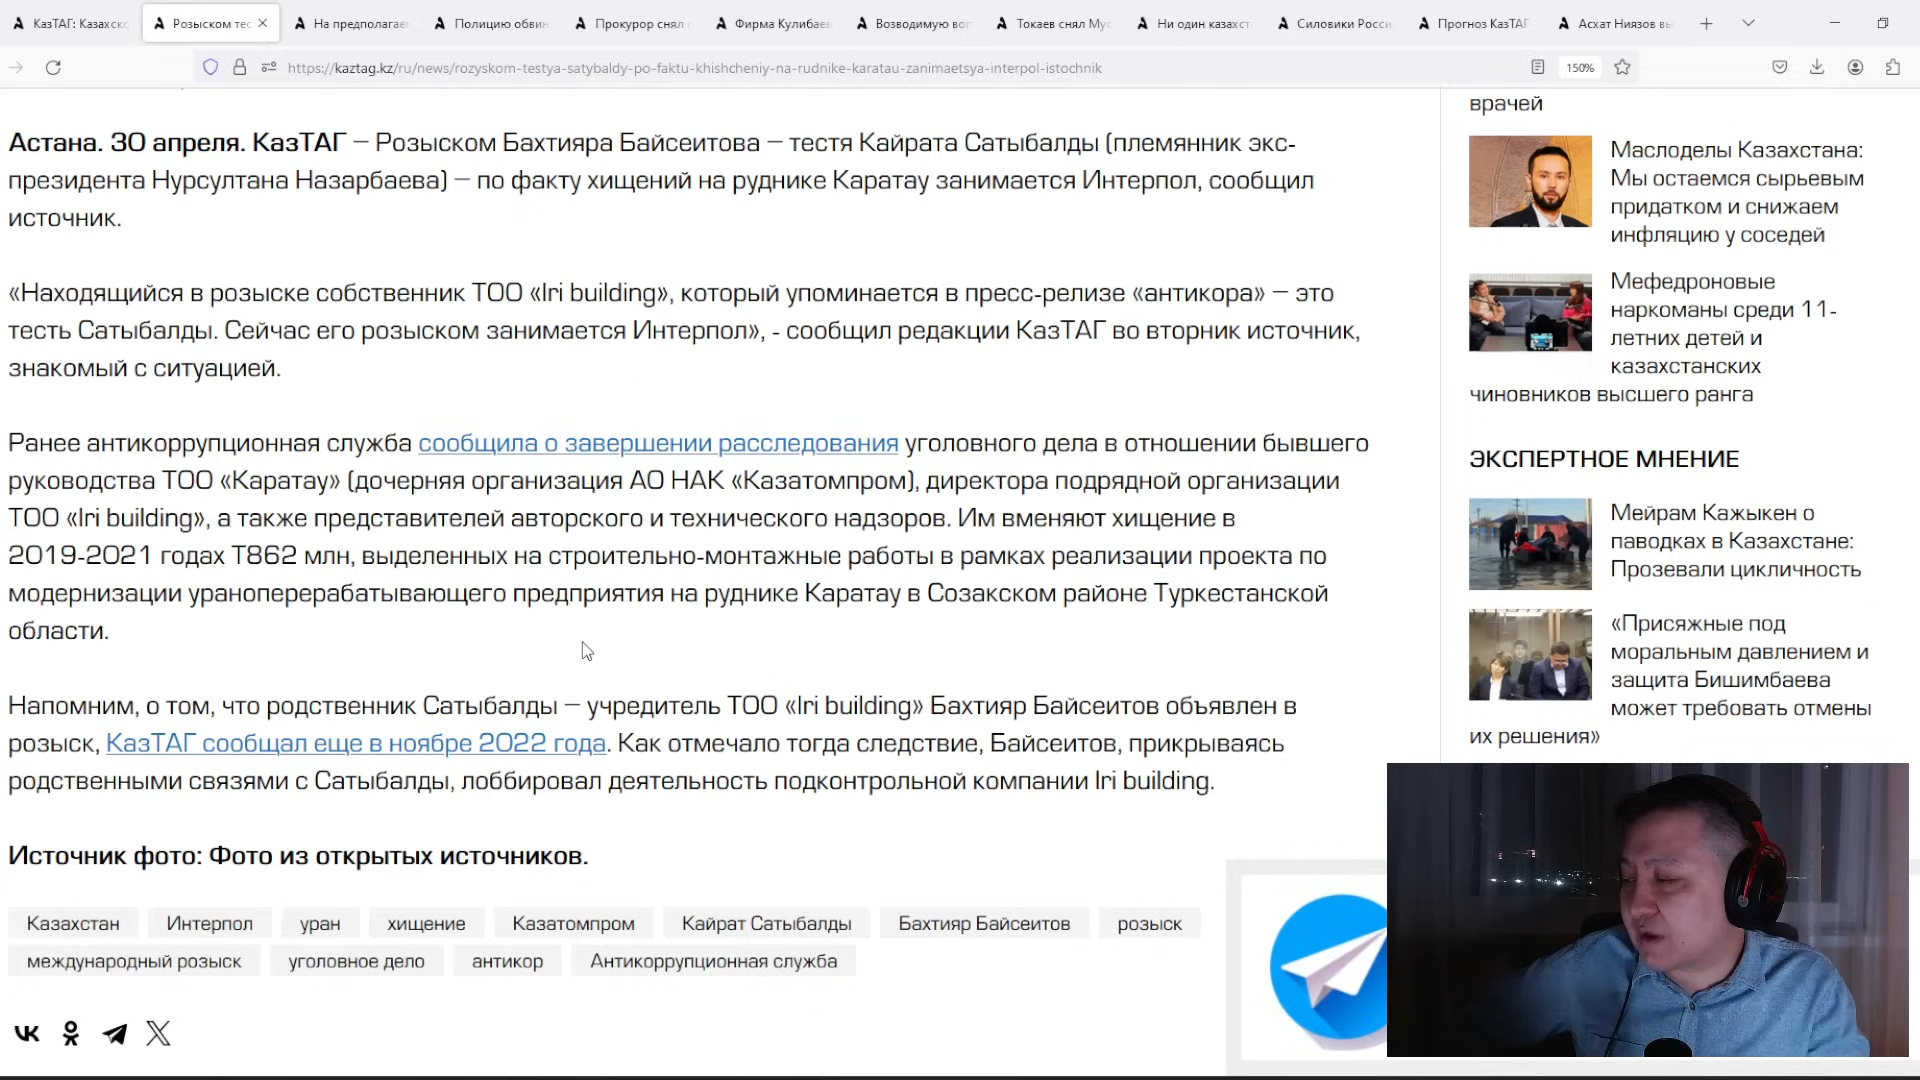 КазТАГ: Казахск
Розыском тес
На предполагаем
Полицию обвин
Прокурор снял
Фирма Кулибаев
Возводимую воп
Токаев снял Мус
Ни один казахст
Силовики Росси
Прогноз КазТАГ
Асхат Ниязов вы
https://kaztag.kz/ru/news/rozyskom-testya-satybaldy-po-faktu-khishcheniy-na-rudnike-karatau-zanimaetsya-interpol-istochnik
150%
Астана. 30 апреля. КазТАГ – Розыском Бахтияра Байсеитова – тестя Кайрата Сатыбалды (племянник экс-
президента Нурсултана Назарбаева) – по факту хищений на руднике Каратау занимается Интерпол, сообщил
источник.
«Находящийся в розыске собственник ТОО «Iri building», который упоминается в пресс-релизе «антикора» – это
тесть Сатыбалды. Сейчас его розыском занимается Интерпол», - сообщил редакции КазТАГ во вторник источник,
знакомый с ситуацией.
Ранее антикоррупционная служба сообщила о завершении расследования уголовного дела в отношении бывшего
руководства ТОО «Каратау» (дочерняя организация АО НАК «Казатомпром), директора подрядной организации
ТОО «Iri building», а также представителей авторского и технического надзоров. Им вменяют хищение в
2019-2021 годах Т862 млн, выделенных на строительно-монтажные работы в рамках реализации проекта по
модернизации ураноперерабатывающего предприятия на руднике Каратау в Созакском районе Туркестанской
области.
Напомним, о том, что родственник Сатыбалды – учредитель ТОО «Iri building» Бахтияр Байсеитов объявлен в
розыск, КазТАГ сообщал еще в ноябре 2022 года. Как отмечало тогда следствие, Байсеитов, прикрываясь
родственными связями с Сатыбалды, лоббировал деятельность подконтрольной компании Iri building.
Источник фото: Фото из открытых источников.
Казахстан Интерпол уран хищение Казатомпром Кайрат Сатыбалды Бахтияр Байсеитов розыск
международный розыск уголовное дело антикор Антикоррупционная служба
врачей
Маслоделы Казахстана:
Мы остаемся сырьевым
придатком и снижаем
инфляцию у соседей
Мефедроновые
наркоманы среди 11-
летних детей и
казахстанских
чиновников высшего ранга
ЭКСПЕРТНОЕ МНЕНИЕ
Мейрам Кажыкен о
паводках в Казахстане:
Прозевали цикличность
«Присяжные под
моральным давлением и
защита Бишимбаева
может требовать отмены
их решения»